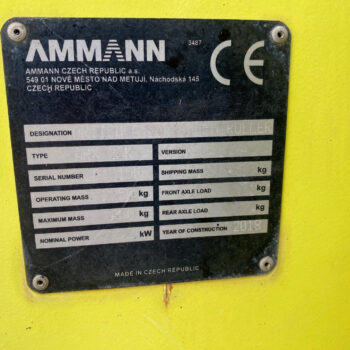 AMMANN
3487
AMMANN CZECH REPUBLIC a.s.
549 01 NOVÉ MĚSTO NAD METUJÍ, Náchodská 145
CZECH REPUBLIC
CE
DESIGNATION
TYPE VERSION
SERIAL NUMBER SHIPPING MASS kg
OPERATING MASS kg FRONT AXLE LOAD kg
MAXIMUM MASS kg REAR AXLE LOAD kg
NOMINAL POWER kW YEAR OF CONSTRUCTION 2018
MADE IN CZECH REPUBLIC